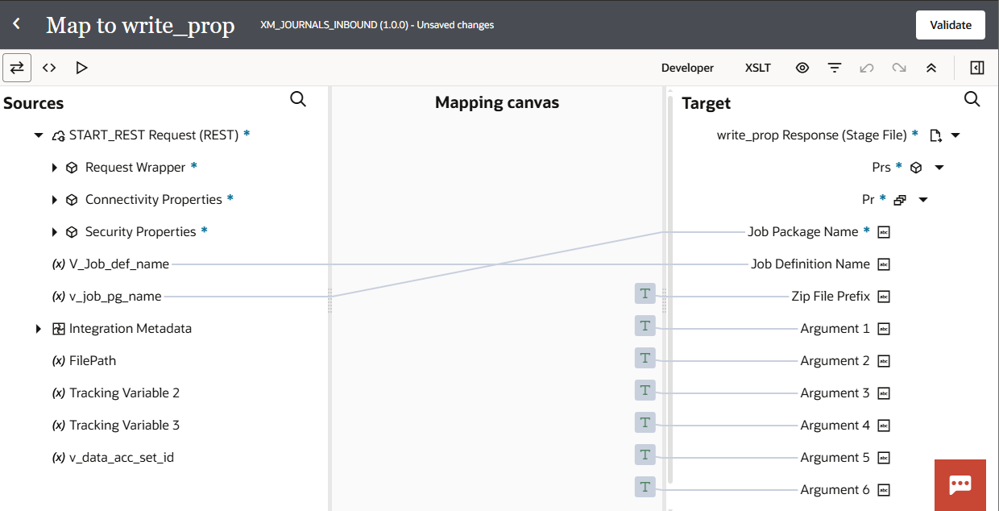 Map to write_prop
XM_JOURNALS_INBOUND (1.0.0) - Unsaved changes
Validate
Developer
XSLT
Sources
Mapping canvas
Target
START_REST Request (REST) *
write_prop Response (Stage File) *
Request Wrapper *
Prs *
Connectivity Properties *
Pr *
Security Properties *
Job Package Name *
(x) V_Job_def_name
Job Definition Name
(x) v_job_pg_name
T
Zip File Prefix
Integration Metadata
T
Argument 1
(x) FilePath
T
Argument 2
(x) Tracking Variable 2
T
Argument 3
(x) Tracking Variable 3
T
Argument 4
(x) v_data_acc_set_id
T
Argument 5
T
Argument 6